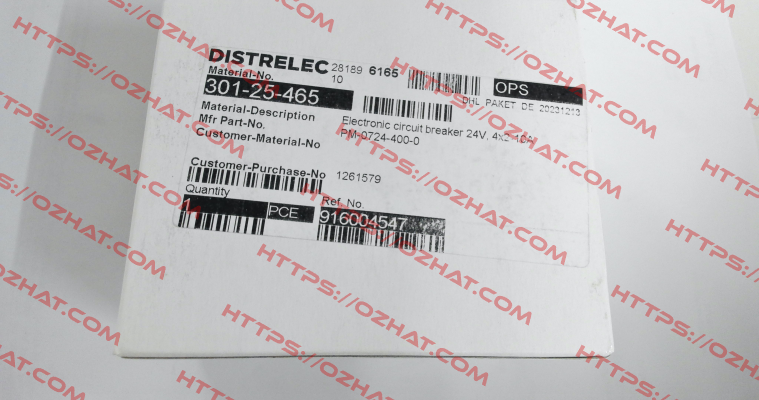 DISTRELEC 28189 6165
10
Material-No.
301-25-465
OPS
DHL PAKET DE 20231213
Material-Description Electronic circuit breaker 24V, 4x2-10A
Mfr Part-No. PM-0724-400-0
Customer-Material-No
Customer-Purchase-No 1261579
Quantity
1 PCE
Ref. No.
916004547
HTTPS://OZHAT.COM